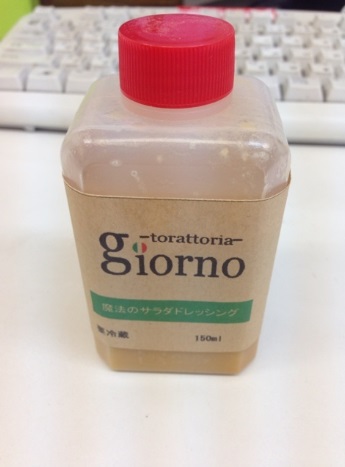 -torattoria-
giorno
魔法のサラダドレッシング
要冷蔵 150ml